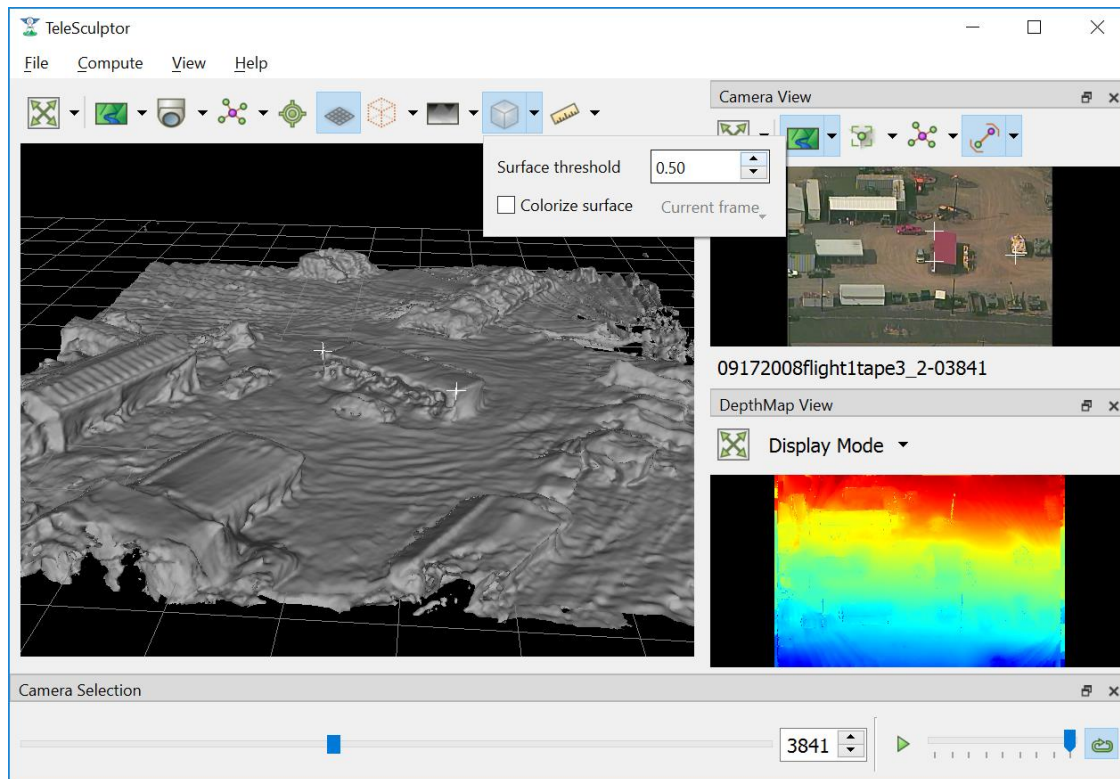 TeleSculptor
File Compute View Help
Surface threshold 0.50
Colorize surface Current frame
Camera View
09172008flight1tape3_2-03841
DepthMap View
Display Mode
Camera Selection
3841